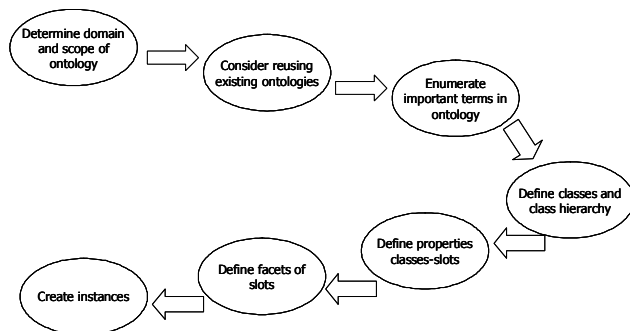 Determine domain
and scope of
ontology
Consider reusing
existing ontologies
Enumerate
important terms in
ontology
Define classes and
class hierarchy
Define properties
classes-slots
Define facets of
slots
Create instances